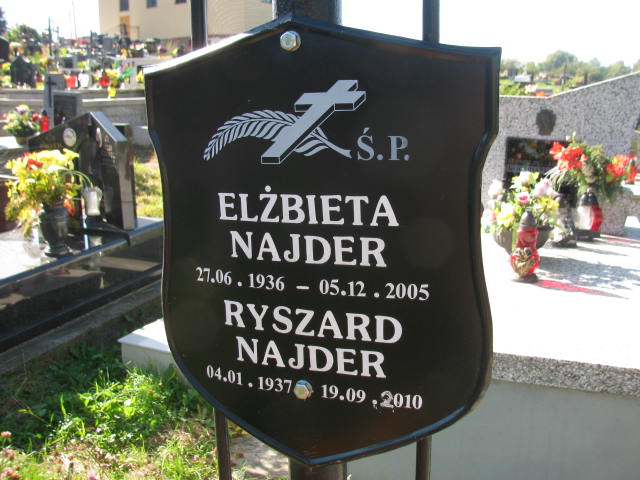 Ś.P.
ELŻBIETA
NAJDER
27.06.1936 – 05.12.2005
RYSZARD
NAJDER
04.01.1937 19.09.2010